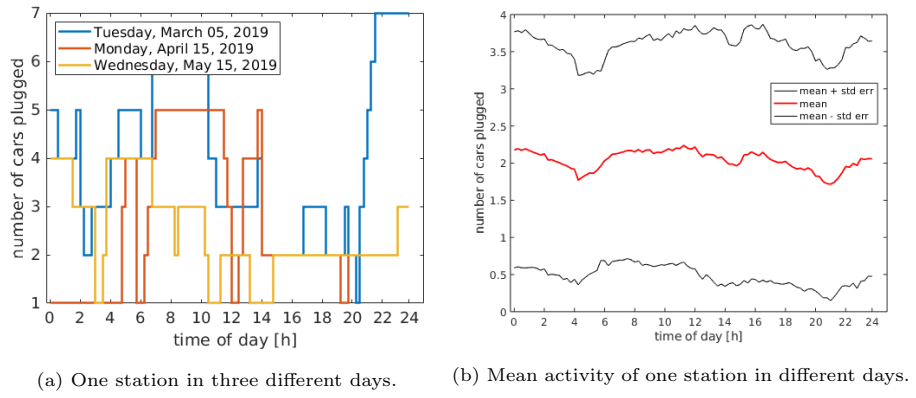 7
6
5
4
3
2
1
number of cars plugged
Tuesday, March 05, 2019
Monday, April 15, 2019
Wednesday, May 15, 2019
0 2 4 6 8 10 12 14 16 18 20 22 24
time of day [h]
(a) One station in three different days.
4
3.5
3
2.5
2
1.5
1
0.5
0
number of cars plugged
mean + std err
mean
mean - std err
0 2 4 6 8 10 12 14 16 18 20 22 24
time of day [h]
(b) Mean activity of one station in different days.